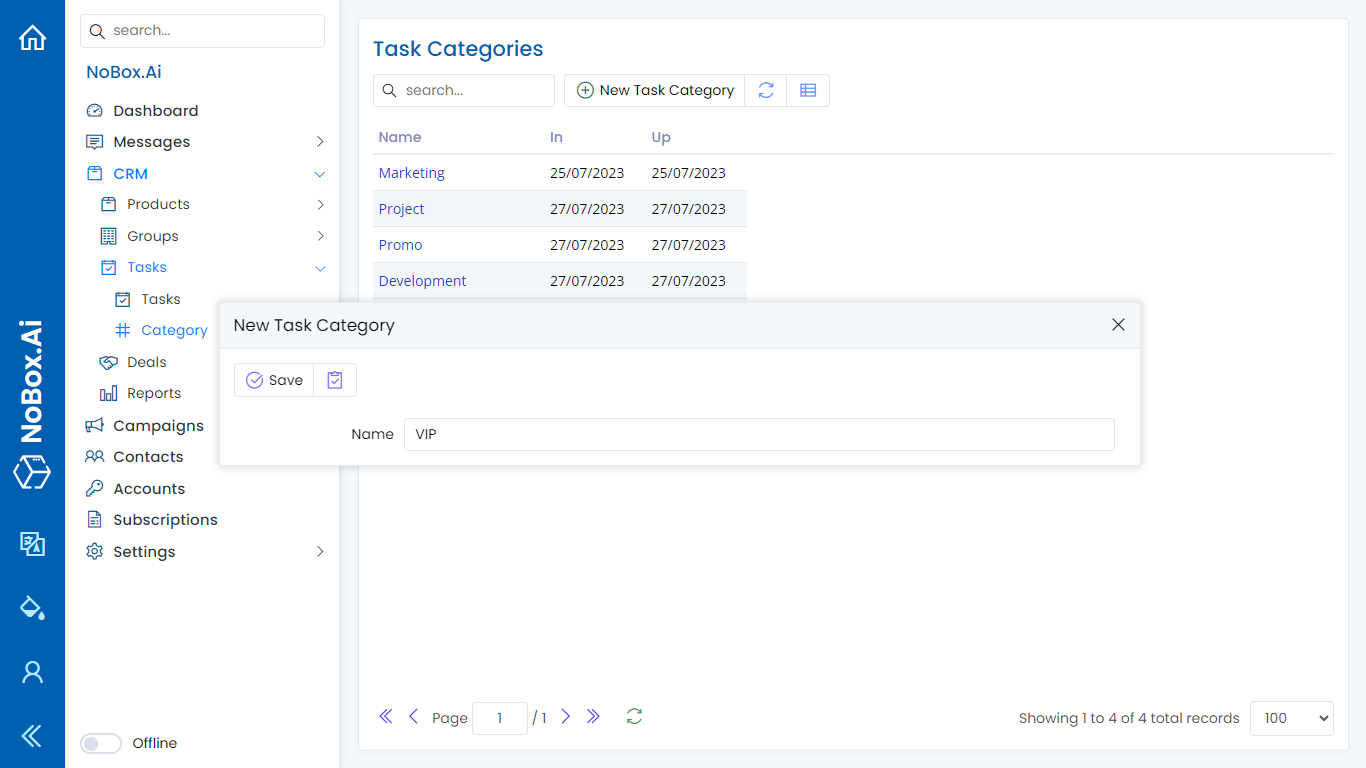 search...
NoBox.Ai
Dashboard
Messages
CRM
Products
Groups
Tasks
Tasks
Category
Deals
Reports
Campaigns
Contacts
Accounts
Subscriptions
Settings
Offline
NoBox.Ai
Task Categories
search...
New Task Category
Name In Up
Marketing 25/07/2023 25/07/2023
Project 27/07/2023 27/07/2023
Promo 27/07/2023 27/07/2023
Development 27/07/2023 27/07/2023
New Task Category
Save
Name VIP
Page 1 / 1
Showing 1 to 4 of 4 total records 100